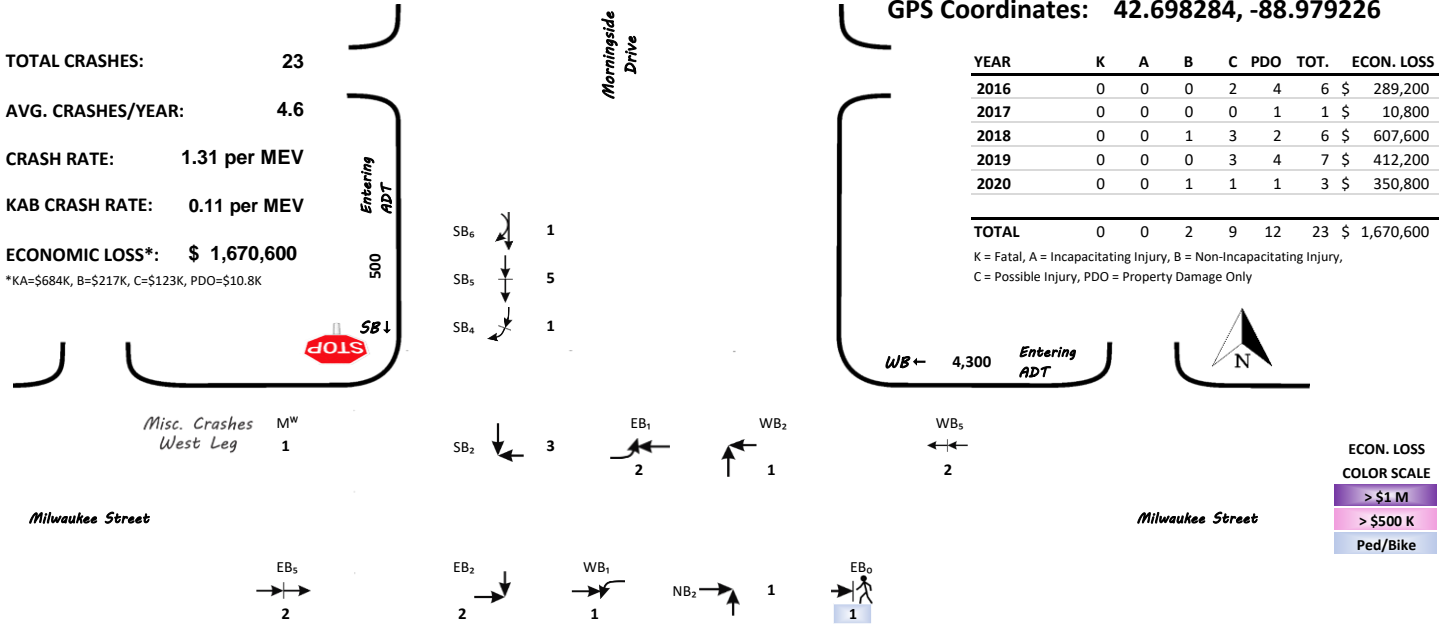 GPS Coordinates: 42.698284, -88.979226
TOTAL CRASHES: 23
AVG. CRASHES/YEAR: 4.6
CRASH RATE: 1.31 per MEV
KAB CRASH RATE: 0.11 per MEV
ECONOMIC LOSS*: $ 1,670,600
*KA=$684K, B=$217K, C=$123K, PDO=$10.8K
Morningside
Drive
YEAR K A B C PDO TOT. ECON. LOSS
2016 0 0 0 2 4 6 $ 289,200
2017 0 0 0 0 1 1 $ 10,800
2018 0 0 1 3 2 6 $ 607,600
2019 0 0 0 3 4 7 $ 412,200
2020 0 0 1 1 1 3 $ 350,800
TOTAL 0 0 2 9 12 23 $ 1,670,600
K = Fatal, A = Incapacitating Injury, B = Non-Incapacitating Injury,
C = Possible Injury, PDO = Property Damage Only
Entering
ADT
500
SB↓
STOP
SB₆ 1
SB₅ 5
SB₄ 1
WB← 4,300 Entering
ADT
N
Misc. Crashes Mᵂ
West Leg 1
SB₂ 3
EB₁
2
WB₂
1
WB₅
2
ECON. LOSS
COLOR SCALE
> $1 M
> $500 K
Ped/Bike
Milwaukee Street
Milwaukee Street
EB₅
2
EB₂
2
WB₁
1
NB₂ 1
EB₀
1